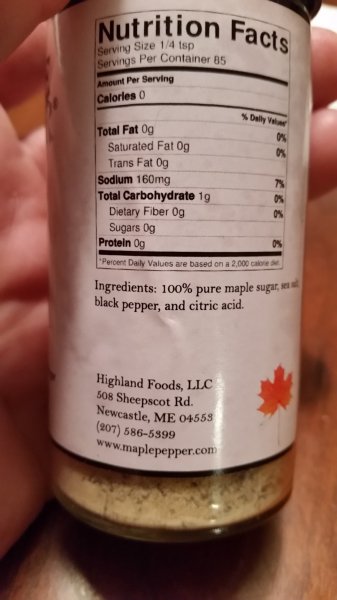 Nutrition Facts
Serving Size 1/4 tsp
Servings Per Container 85
Amount Per Serving
Calories 0
% Daily Values*
Total Fat 0g 0%
Saturated Fat 0g 0%
Trans Fat 0g
Sodium 160mg 7%
Total Carbohydrate 1g 0%
Dietary Fiber 0g 0%
Sugars 0g
Protein 0g 0%
*Percent Daily Values are based on a 2,000 calorie diet.
Ingredients: 100% pure maple sugar, sea salt,
black pepper, and citric acid.
Highland Foods, LLC
508 Sheepscot Rd.
Newcastle, ME 04553
(207) 586-5399
www.maplepepper.com